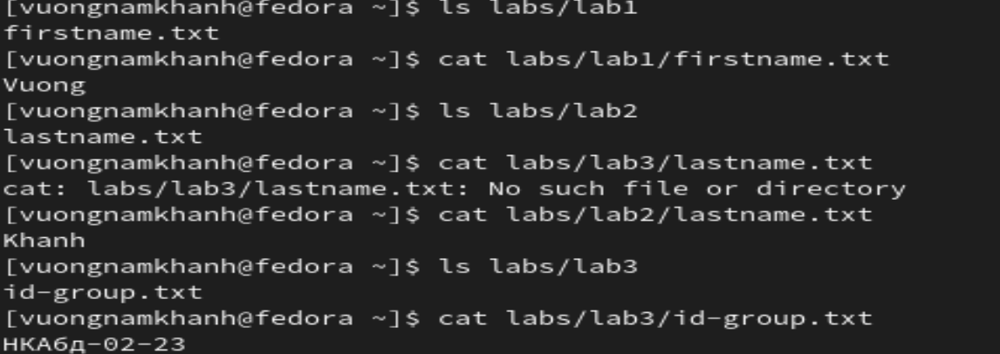 [vuongnamkhanh@fedora ~]$ ls labs/lab1
firstname.txt
[vuongnamkhanh@fedora ~]$ cat labs/lab1/firstname.txt
Vuong
[vuongnamkhanh@fedora ~]$ ls labs/lab2
lastname.txt
[vuongnamkhanh@fedora ~]$ cat labs/lab3/lastname.txt
cat: labs/lab3/lastname.txt: No such file or directory
[vuongnamkhanh@fedora ~]$ cat labs/lab2/lastname.txt
Khanh
[vuongnamkhanh@fedora ~]$ ls labs/lab3
id-group.txt
[vuongnamkhanh@fedora ~]$ cat labs/lab3/id-group.txt
НКАбд-02-23